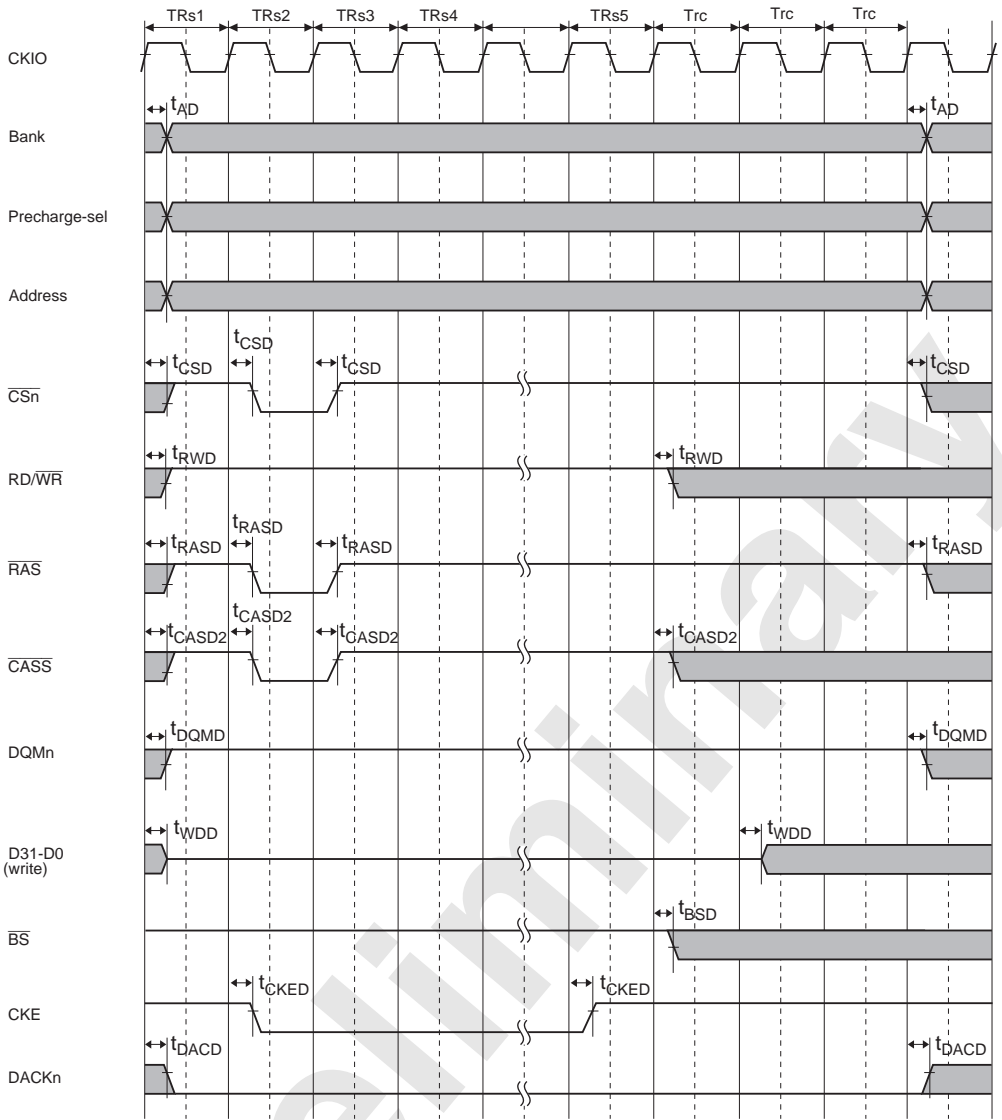 TRs1 TRs2 TRs3 TRs4 TRs5 Trc Trc Trc
CKIO
tAD tAD
Bank
Precharge-sel
Address
tCSD tCSD tCSD tCSD
CSn
tRWD tRWD
RD/WR
tRASD tRASD tRASD tRASD
RAS
tCASD2 tCASD2 tCASD2 tCASD2
CASS
tDQMD tDQMD
DQMn
tWDD tWDD
D31-D0
(write)
tBSD
BS
tCKED tCKED
CKE
tDACD tDACD
DACKn
eliminary